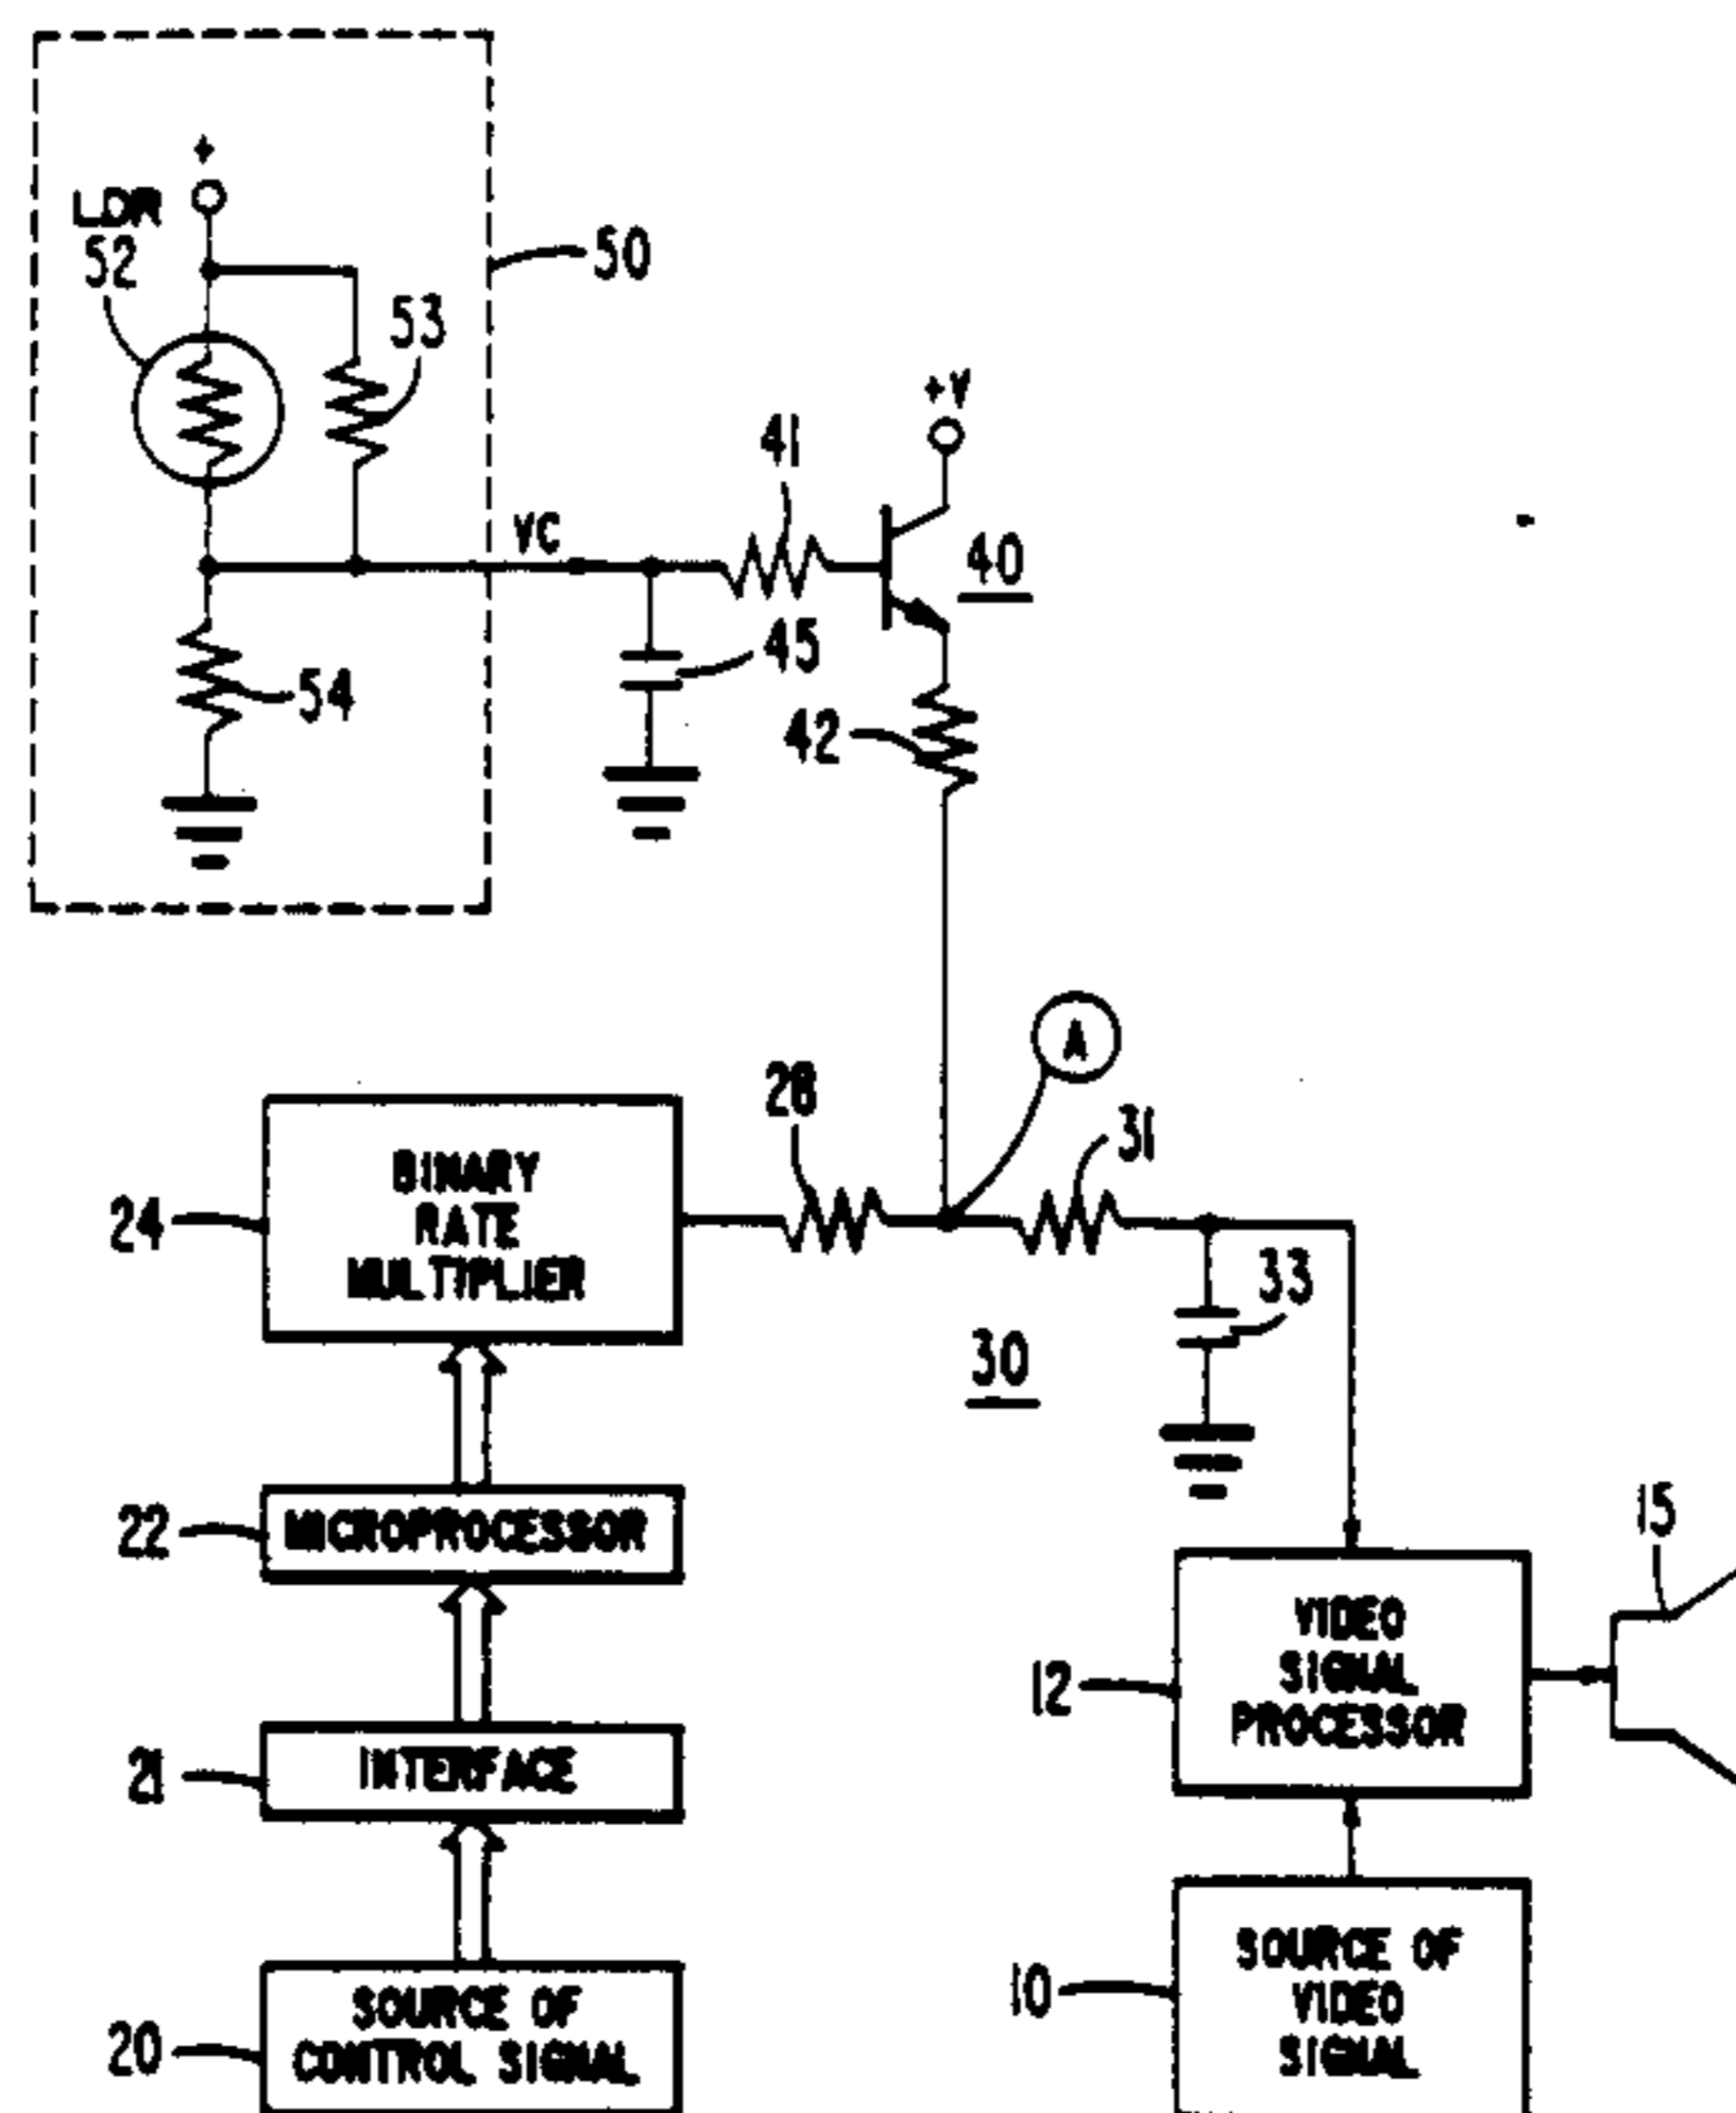 +
LDR
52
50
53
+V
41
VC
40
45
54
42
A
28
31
BINARY
RATE
MULTIPLIER
24
33
30
15
22
MICROPROCESSOR
VIDEO
SIGNAL
PROCESSOR
12
21
INTERFACE
SOURCE OF
VIDEO
SIGNAL
10
SOURCE OF
CONTROL SIGNAL
20